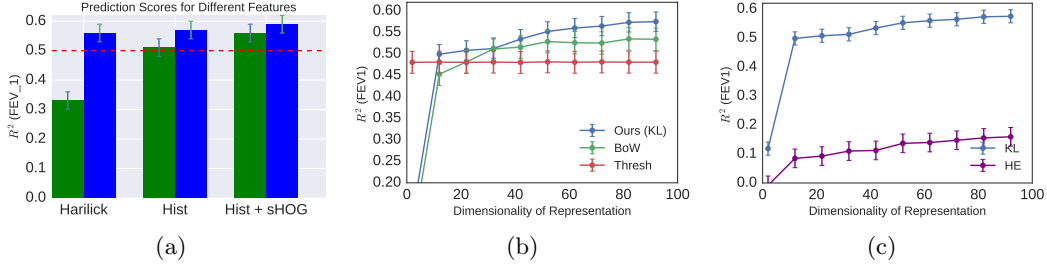 Prediction Scores for Different Features
R² (FEV_1)
0.6
0.5
0.4
0.3
0.2
0.1
0.0
Harilick Hist Hist + sHOG
(a)
R² (FEV1)
0.60
0.55
0.50
0.45
0.40
0.35
0.30
0.25
0.20
Ours (KL)
BoW
Thresh
0 20 40 60 80 100
Dimensionality of Representation
(b)
R² (FEV1)
0.6
0.5
0.4
0.3
0.2
0.1
0.0
KL
HE
0 20 40 60 80 100
Dimensionality of Representation
(c)